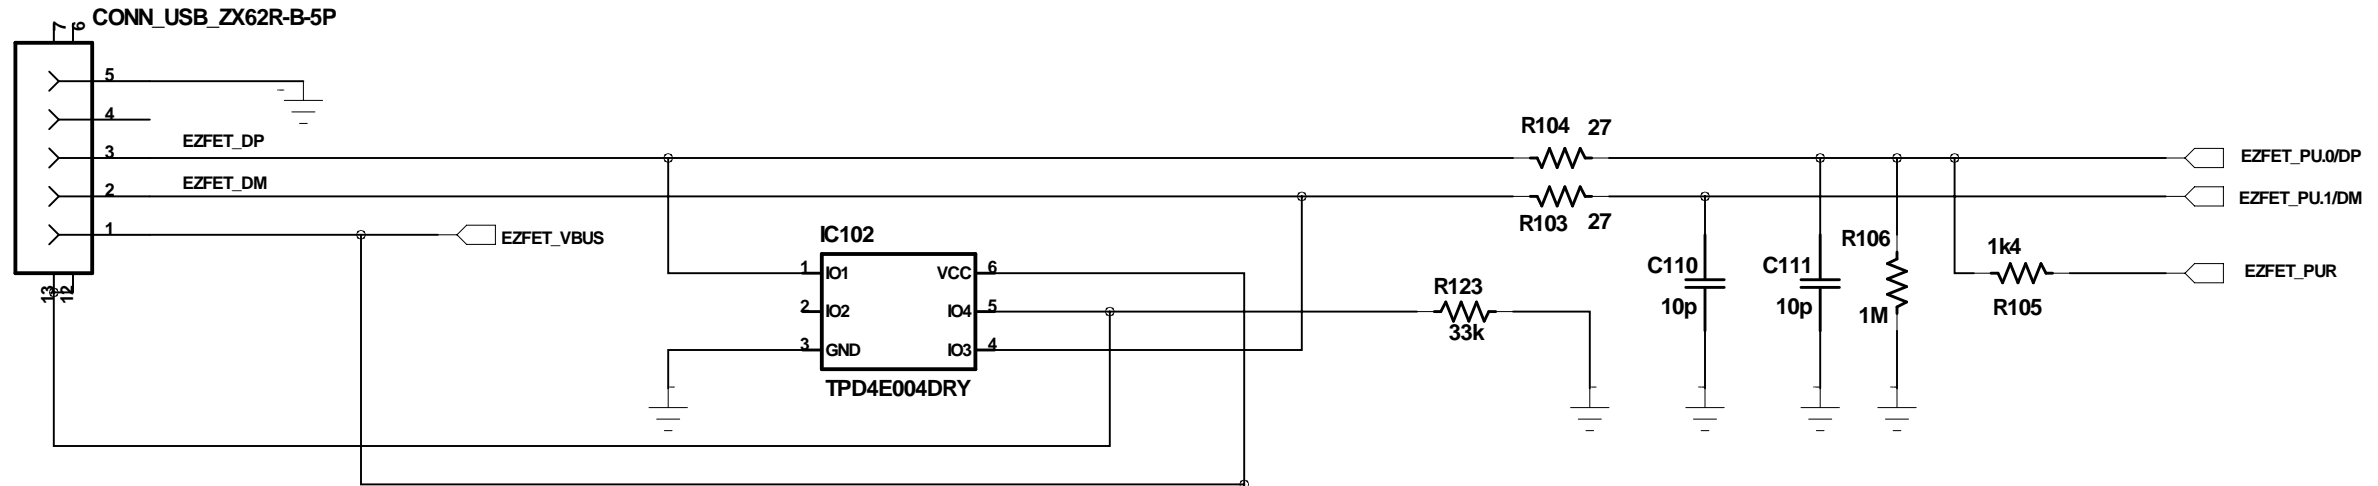 CONN_USB_ZX62R-B-5P
7
6
5
4
EZFET_DP
3
EZFET_DM
2
1
EZFET_VBUS
13
12
R104 27
EZFET_PU.0/DP
EZFET_PU.1/DM
R103 27
IC102
1 IO1 VCC 6
2 IO2 IO4 5
3 GND IO3 4
TPD4E004DRY
R123
33k
C110
10p
C111
10p
R106
1M
1k4
R105
EZFET_PUR